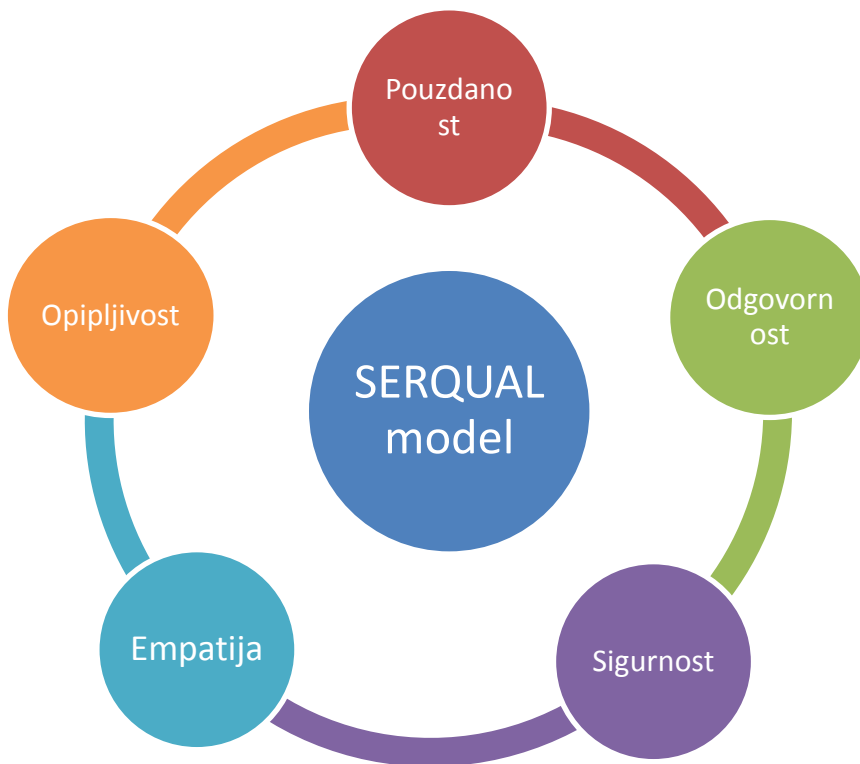 Pouzdano
st
Opipljivost
Odgovorn
ost
SERQUAL
model
Empatija
Sigurnost